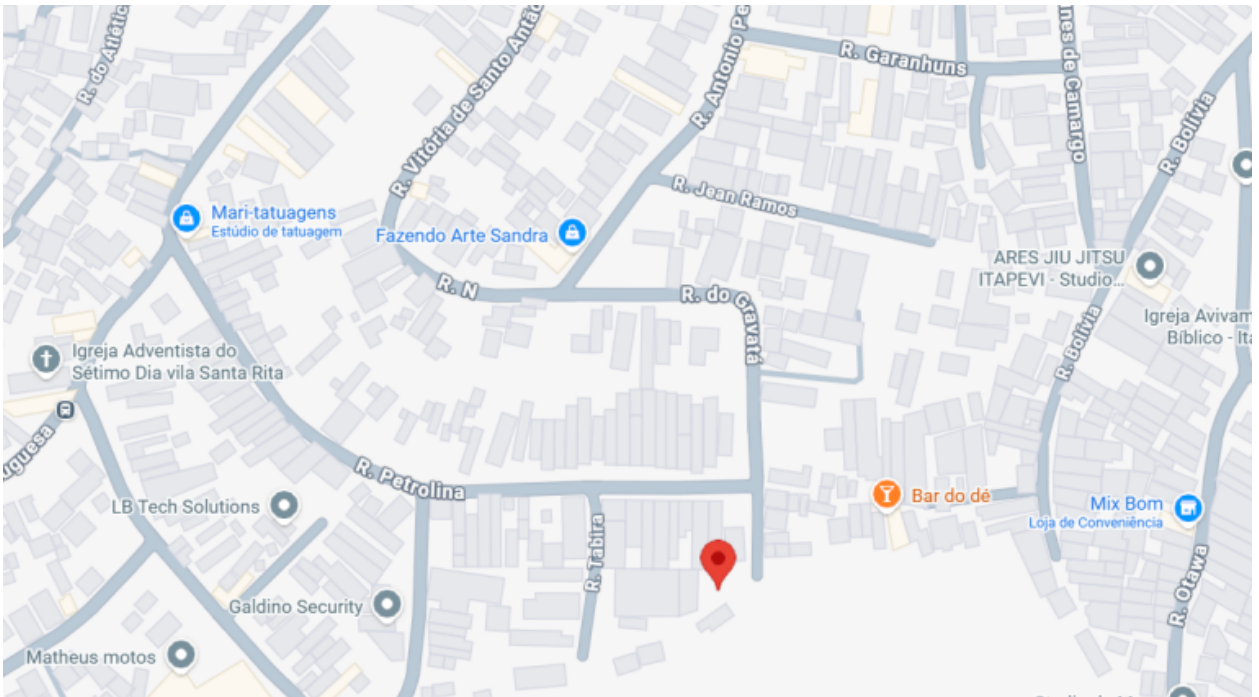 R. do Atlétic
R. Vitória de Santo Antão
R. Antonio Pe
R. Garanhuns
nes de Camargo
R. Bolívia
R. Jean Ramos
Mari-tatuagens
Estúdio de tatuagem
Fazendo Arte Sandra
ARES JIU JITSU
ITAPEVI - Studio...
R. N
R. do Gravatá
Igreja Avivam
Bíblico - Ita
R. Bolívia
Igreja Adventista do
Sétimo Dia vila Santa Rita
uguesa
R. Petrolina
LB Tech Solutions
Bar do dé
Mix Bom
Loja de Conveniência
R. Tabira
R. Otawa
Galdino Security
Matheus motos